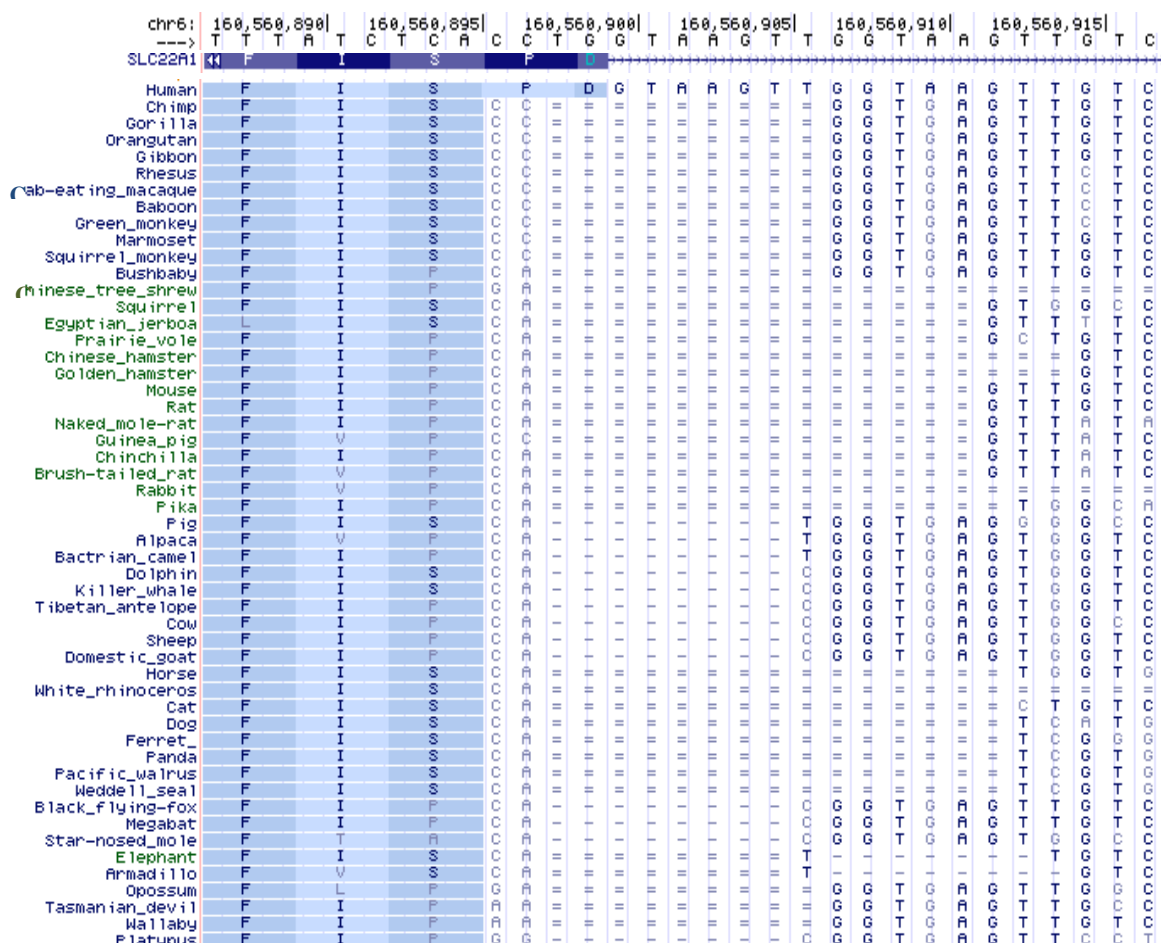 chr6: 160,560,890| 160,560,895| 160,560,900| 160,560,905| 160,560,910| 160,560,915|
---> T T T A T C T C A C C T G G T A A G T T G G T A A G T T G T C
SLC22A1 F I S P D
Human F I S P D G T A A G T T G G T A A G T T G T C
Chimp F I S C C = = = = = = = = = G G T G A G T T G T C
Gorilla F I S C C = = = = = = = = = G G T G A G T T G T C
Orangutan F I S C C = = = = = = = = = G G T G A G T T G T C
Gibbon F I S C C = = = = = = = = = G G T G A G T T G T C
Rhesus F I S C C = = = = = = = = = G G T G A G T T C T C
Cab-eating_macaque F I S C C = = = = = = = = = G G T G A G T T C T C
Baboon F I S C C = = = = = = = = = G G T G A G T T C T C
Green_monkey F I S C C = = = = = = = = = G G T G A G T T C T C
Marmoset F I S C C = = = = = = = = = G G T G A G T T G T C
Squirrel_monkey F I S C C = = = = = = = = = G G T G A G T T G T C
Bushbaby F I P C A = = = = = = = = = G G T G A G T T G T C
Chinese_tree_shrew F I P G A = = = = = = = = = = = = = = = = = = = =
Squirrel F I S C A = = = = = = = = = = = = = = G T G G C C
Egyptian_jerboa L I S C A = = = = = = = = = = = = = = G T T T T C
Prairie_vole F I P C A = = = = = = = = = = = = = = G C T G T C
Chinese_hamster F I P C A = = = = = = = = = = = = = = = = = G T C
Golden_hamster F I P C A = = = = = = = = = = = = = = = = = G T C
Mouse F I P C A = = = = = = = = = = = = = = G T T G T C
Rat F I P C A = = = = = = = = = = = = = = G T T G T C
Naked_mole-rat F I P C A = = = = = = = = = = = = = = G T T A T A
Guinea_pig F V P C C = = = = = = = = = = = = = = G T T A T C
Chinchilla F I P C A = = = = = = = = = = = = = = G T T A T C
Brush-tailed_rat F V P C A = = = = = = = = = = = = = = G T T A T C
Rabbit F V P C A = = = = = = = = = = = = = = = = = = = =
Pika F I P C A = = = = = = = = = = = = = = = T G G C A
Pig F I S C A - - - - - - - - T G G T G A G G G G C C
Alpaca F V P C A - - - - - - - - T G G T G A G T G G T C
Bactrian_camel F I P C A - - - - - - - - T G G T G A G T G G T C
Dolphin F I S C A - - - - - - - - C G G T G A G T G G T C
Killer_whale F I S C A - - - - - - - - C G G T G A G T G G T C
Tibetan_antelope F I P C A - - - - - - - - C G G T G A G T G G T C
Cow F I P C A - - - - - - - - C G G T G A G T G G C C
Sheep F I P C A - - - - - - - - C G G T G A G T G G T C
Domestic_goat F I P C A - - - - - - - - C G G T G A G T G G T C
Horse F I S C A = = = = = = = = = = = = = = = T G G T G
White_rhinoceros F I S C A = = = = = = = = = = = = = = = = = = = =
Cat F I S C A = = = = = = = = = = = = = = = C T G T C
Dog F I S C A = = = = = = = = = = = = = = = T C A T G
Ferret_ F I S C A = = = = = = = = = = = = = = = T C G G G
Panda F I S C A = = = = = = = = = = = = = = = T C G T G
Pacific_walrus F I S C A = = = = = = = = = = = = = = = T C G T G
Weddell_seal F I S C A = = = = = = = = = = = = = = = T C G T G
Black_flying-fox F I P C A - - - - - - - - C G G T G A G T T G T C
Megabat F I P C A - - - - - - - - C G G T G A G T T G T C
Star-nosed_mole F T A C A - - - - - - - - C G G T G A G T G G C C
Elephant F I S C A = = = = = = = = T - - - - - - - T G T C
Armadillo F V S C A = = = = = = = = T - - - - - - - - G T C
Opossum F L P G A = = = = = = = = = G G T G A G T T G G C
Tasmanian_devil F I P A A = = = = = = = = = G G T G A G T T G C C
Wallaby F I P A A = = = = = = = = = G G T G A G T T G T C
Platypus F I P G G - - - - - - - - C G G T G A G T T G C T